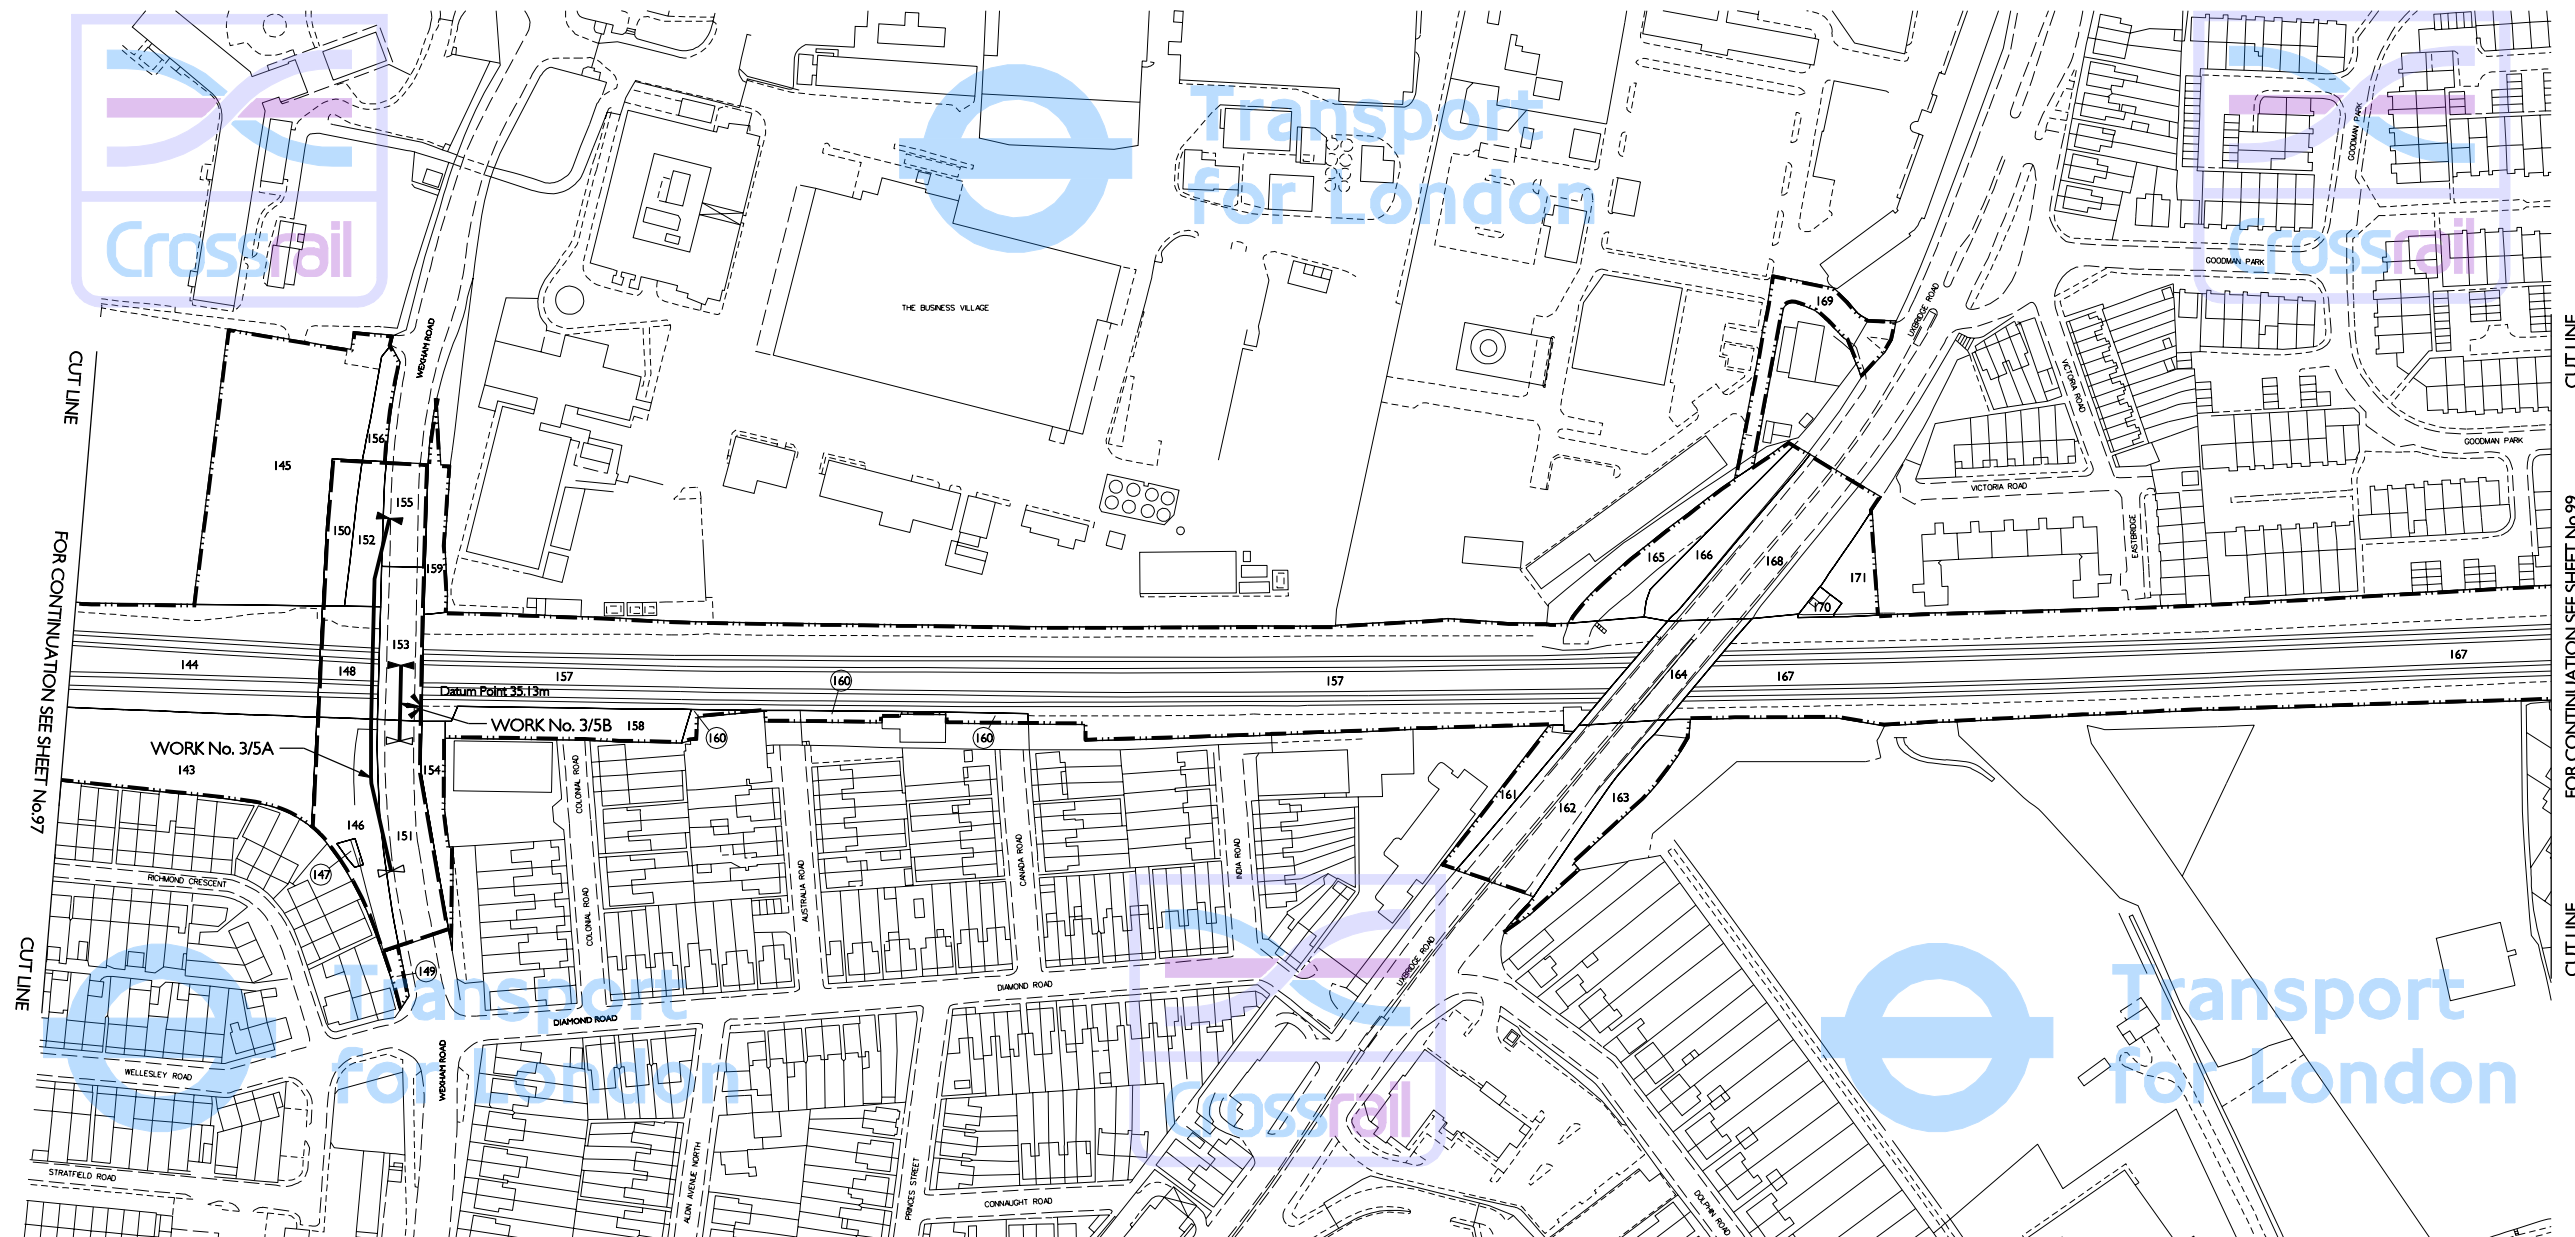 Crossrail
Transport
for London
Crossrail
GOODMAN PARK
GOODMAN PARK
GOODMAN PARK
WEXHAM ROAD
THE BUSINESS VILLAGE
UXBRIDGE ROAD
VICTORIA ROAD
VICTORIA ROAD
EASTBRIDGE
CUT LINE
FOR CONTINUATION SEE SHEET No.97
CUT LINE
CUT LINE
FOR CONTINUATION SEE SHEET No.99
CUT LINE
169
156
145
155
150
152
159
165
166
168
171
170
153
144
148
157
160
157
164
167
167
Datum Point 35.13m
WORK No. 3/5B
158
160
160
WORK No. 3/5A
143
154
161
162
163
146
151
147
149
RICHMOND CRESCENT
COLONIAL ROAD
COLONIAL ROAD
AUSTRALIA ROAD
CANADA ROAD
INDIA ROAD
UXBRIDGE ROAD
DIAMOND ROAD
DIAMOND ROAD
Transport
for London
Crossrail
Transport
for London
WELLESLEY ROAD
WEXHAM ROAD
STRATFIELD ROAD
ALDIN AVENUE NORTH
PRINCES STREET
CONNAUGHT ROAD
DOLPHIN ROAD